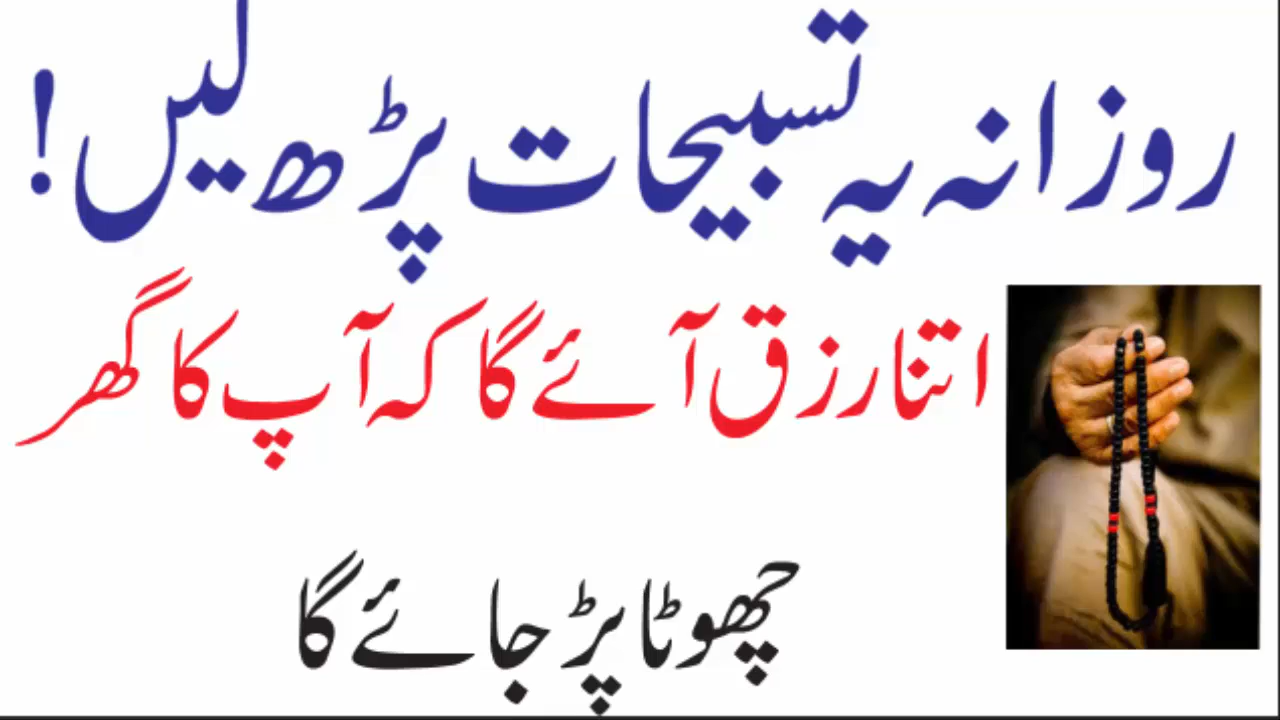 روزانہ یہ تسبیحات پڑھ لیں!
اتنا رزق آئے گا کہ آپ کا گھر
چھوٹا پڑ جائے گا